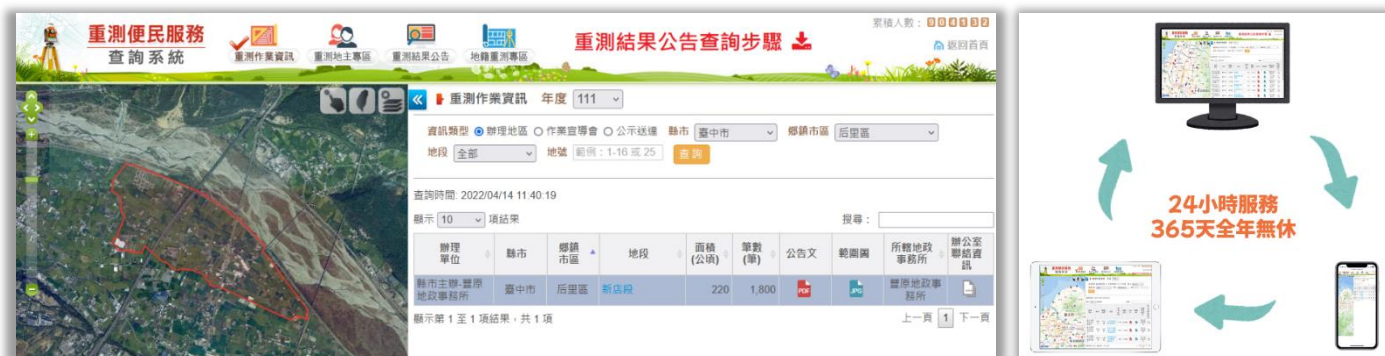 重測便民服務
查詢系統
重測作業資訊
重測地主專區
重測結果公告
地籍重測專區
重測結果公告查詢步驟
累積人數：904132
返回首頁
重測作業資訊 年度 111
資訊類型 辦理地區 作業宣導會 公示送達 縣市 臺中市 鄉鎮市區 后里區
地段 全部 地號 範例：1-16 或 25 查詢
查詢時間: 2022/04/14 11:40:19
顯示 10 項結果 搜尋：
辦理單位 縣市 鄉鎮市區 地段 面積(公頃) 筆數(筆) 公告文 範圍圖 所轄地政事務所 辦公室聯絡資訊
縣市主辦-豐原地政事務所 臺中市 后里區 新店段 220 1,800 PDF JPG 豐原地政事務所
顯示第 1 至 1 項結果，共 1 項 上一頁 1 下一頁
24小時服務
365天全年無休